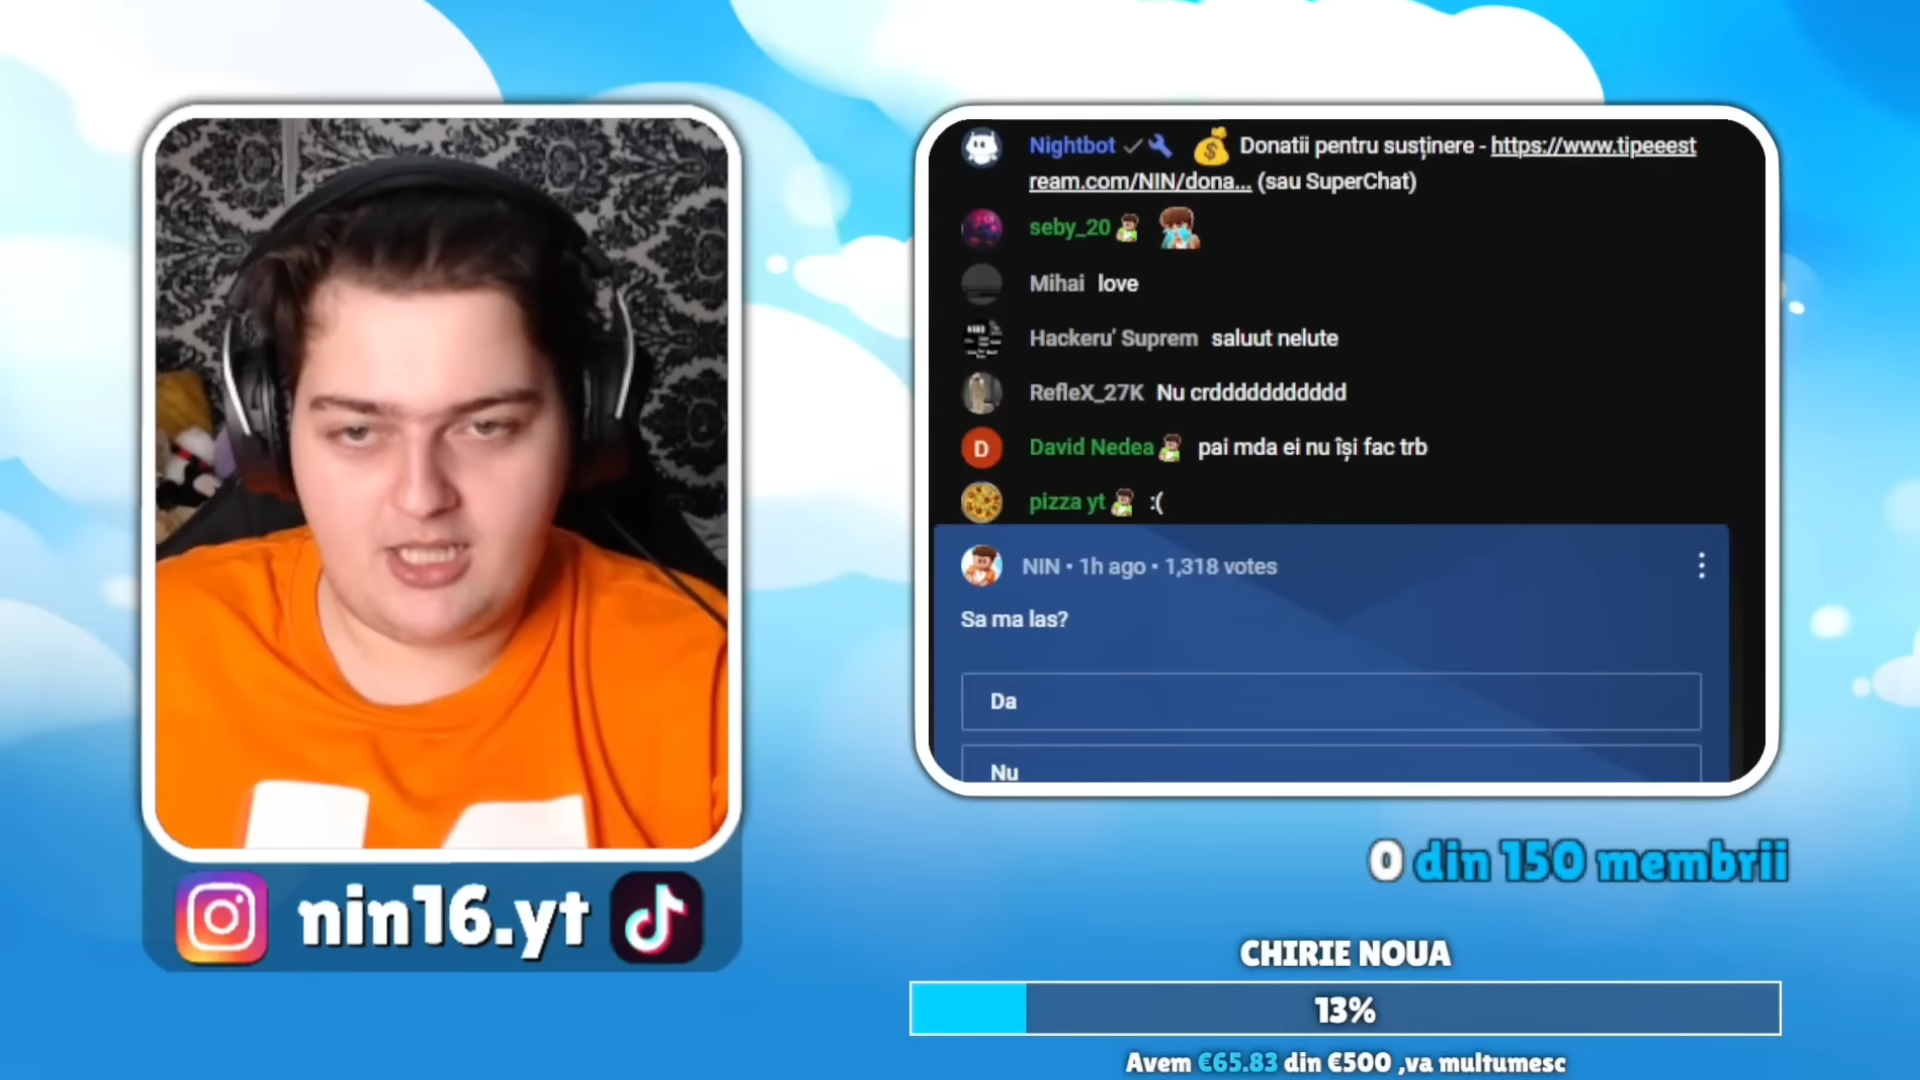 Nightbot Donatii pentru susținere - https://www.tipeeest
ream.com/NIN/dona... (sau SuperChat)
seby_20
Mihai love
Hackeru' Suprem saluut nelute
RefleX_27K Nu crddddddddddd
D David Nedea pai mda ei nu își fac trb
pizza yt :(
NIN • 1h ago • 1,318 votes
Sa ma las?
Da
Nu
nin16.yt
0 din 150 membrii
CHIRIE NOUA
13%
Avem €65.83 din €500 ,va multumesc